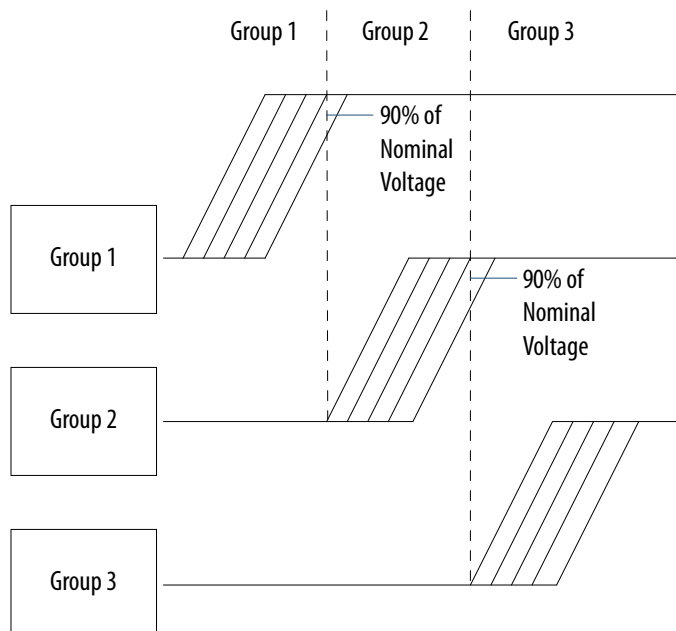 Group 1
Group 2
Group 3
90% of
Nominal
Voltage
Group 1
90% of
Nominal
Voltage
Group 2
Group 3